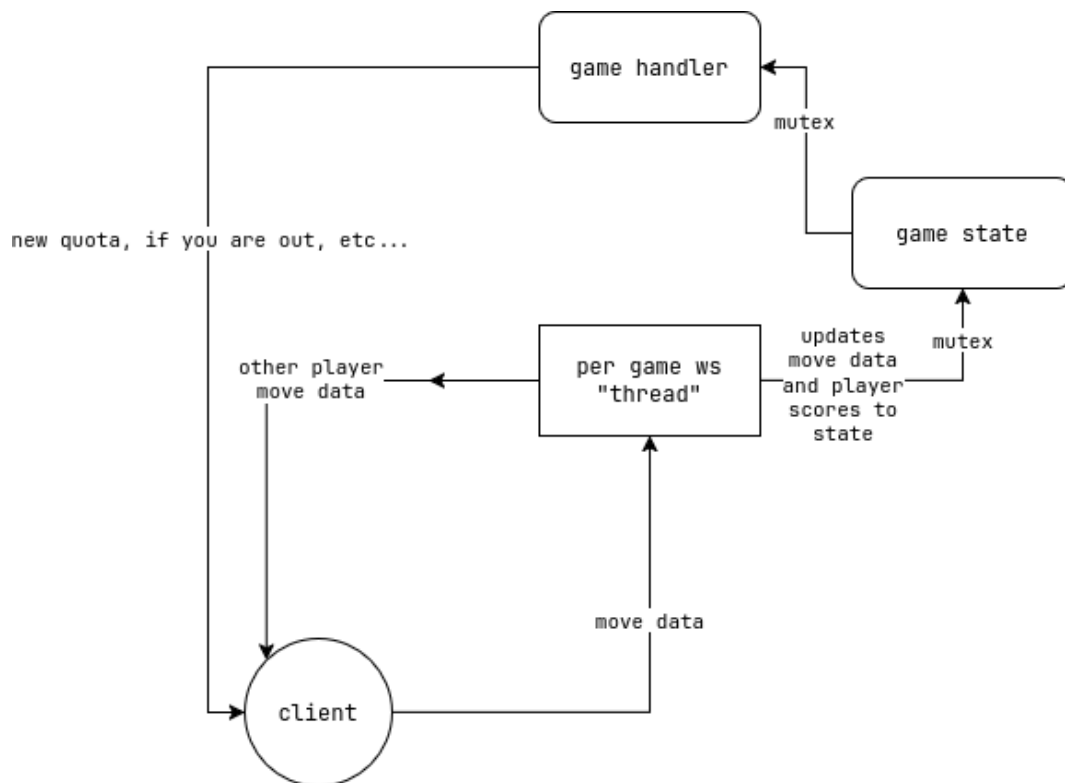 game handler
mutex
game state
new quota, if you are out, etc...
other player
move data
per game ws
"thread"
updates
move data
and player
scores to
state
mutex
move data
client